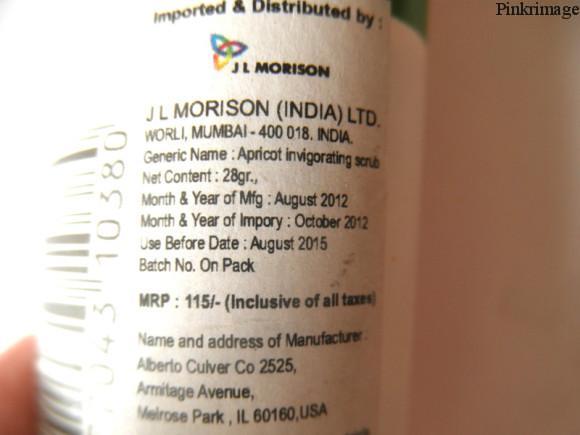 Pinkrimage
Imported & Distributed by :
J L MORISON
J L MORISON (INDIA) LTD.
WORLI, MUMBAI - 400 018. INDIA.
Generic Name : Apricot invigorating scrub
Net Content : 28gr.,
Month & Year of Mfg : August 2012
Month & Year of Impory : October 2012
Use Before Date : August 2015
Batch No. On Pack
MRP : 115/- (Inclusive of all taxes)
Name and address of Manufacturer :
Alberto Culver Co 2525,
Armitage Avenue,
Melrose Park , IL 60160,USA
10380